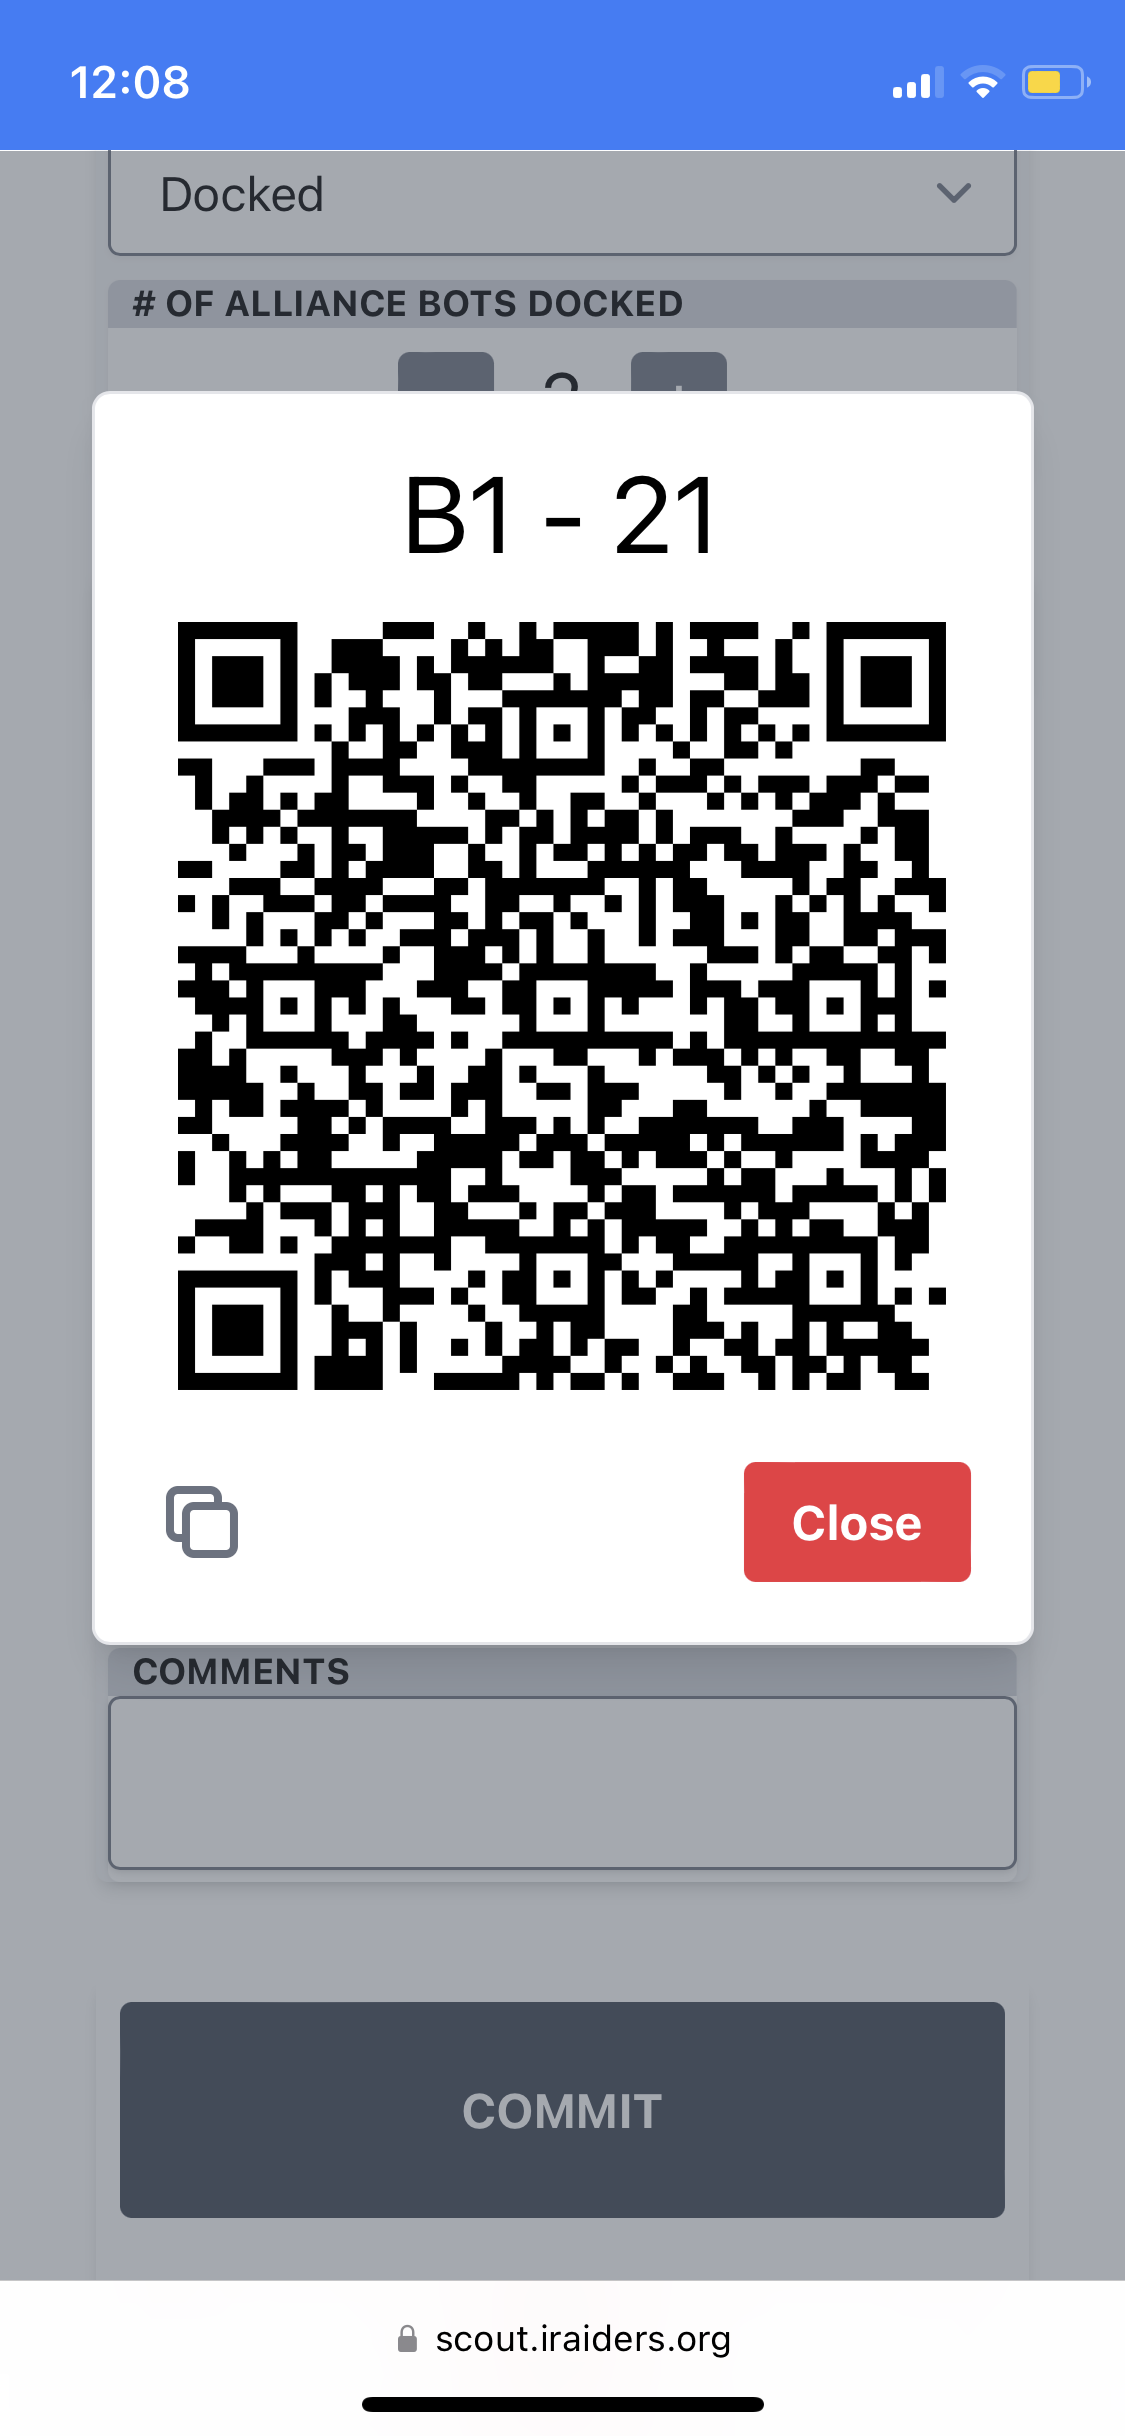 12:08
Docked
# OF ALLIANCE BOTS DOCKED
B1 - 21
Close
COMMENTS
COMMIT
scout.iraiders.org